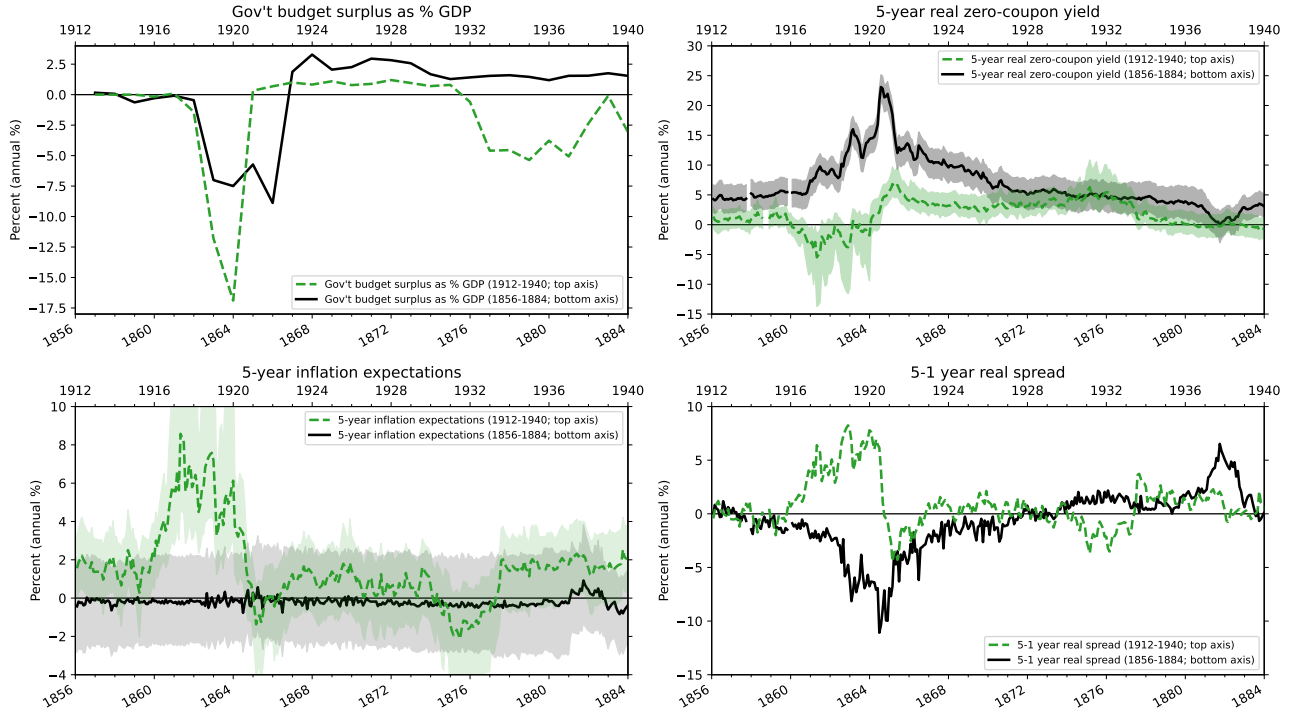 Gov't budget surplus as % GDP
1912 1916 1920 1924 1928 1932 1936 1940
2.5
0.0
−2.5
−5.0
−7.5
−10.0
−12.5
−15.0
−17.5
Percent (annual %)
Gov't budget surplus as % GDP (1912-1940; top axis)
Gov't budget surplus as % GDP (1856-1884; bottom axis)
1856 1860 1864 1868 1872 1876 1880 1884
5-year real zero-coupon yield
1912 1916 1920 1924 1928 1932 1936 1940
30
25
20
15
10
5
0
−5
−10
−15
Percent (annual %)
5-year real zero-coupon yield (1912-1940; top axis)
5-year real zero-coupon yield (1856-1884; bottom axis)
1856 1860 1864 1868 1872 1876 1880 1884
5-year inflation expectations
1912 1916 1920 1924 1928 1932 1936 1940
10
8
6
4
2
0
−2
−4
Percent (annual %)
5-year inflation expectations (1912-1940; top axis)
5-year inflation expectations (1856-1884; bottom axis)
1856 1860 1864 1868 1872 1876 1880 1884
5-1 year real spread
1912 1916 1920 1924 1928 1932 1936 1940
10
5
0
−5
−10
−15
Percent (annual %)
5-1 year real spread (1912-1940; top axis)
5-1 year real spread (1856-1884; bottom axis)
1856 1860 1864 1868 1872 1876 1880 1884